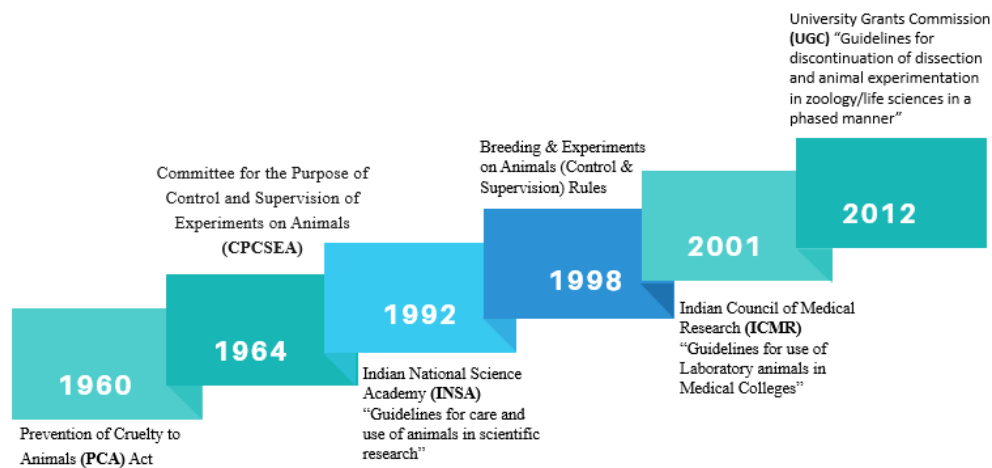 1960
Prevention of Cruelty to
Animals (PCA) Act
Committee for the Purpose of
Control and Supervision of
Experiments on Animals
(CPCSEA)
1964
1992
Indian National Science
Academy (INSA)
“Guidelines for care and
use of animals in scientific
research”
Breeding & Experiments
on Animals (Control &
Supervision) Rules
1998
2001
Indian Council of Medical
Research (ICMR)
“Guidelines for use of
Laboratory animals in
Medical Colleges”
University Grants Commission
(UGC) “Guidelines for
discontinuation of dissection
and animal experimentation
in zoology/life sciences in a
phased manner”
2012